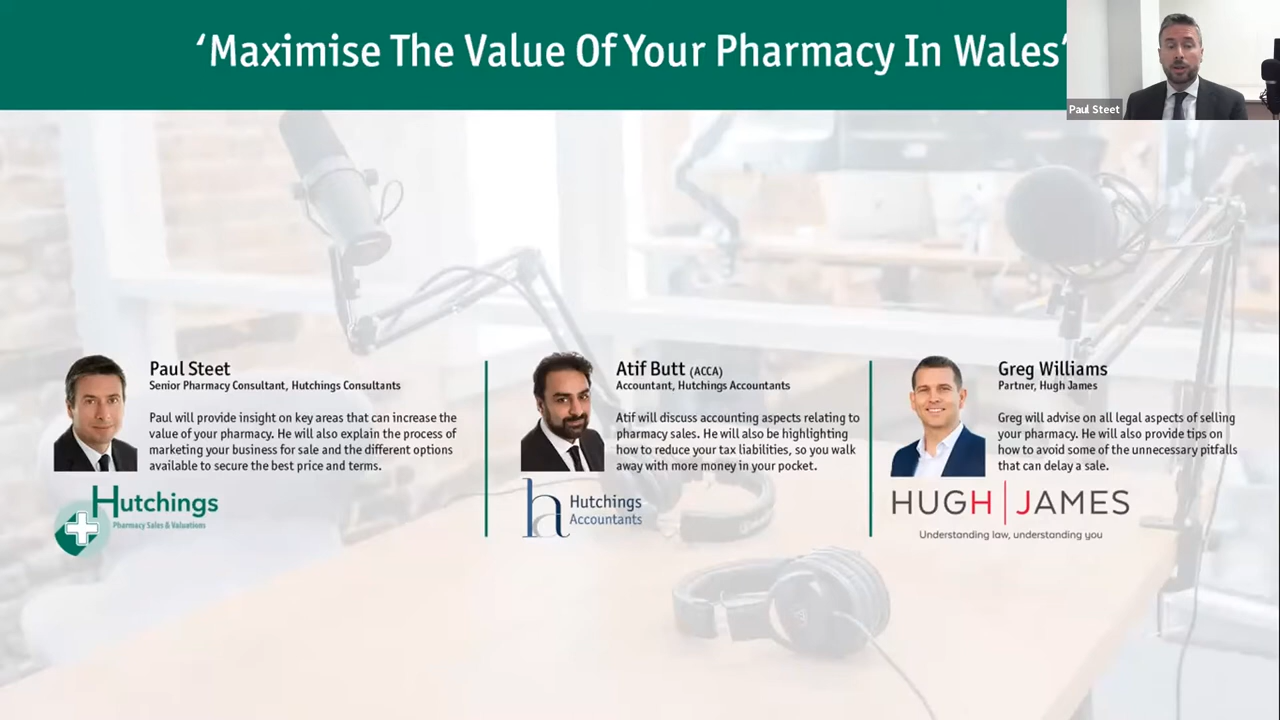 ‘Maximise The Value Of Your Pharmacy In Wales’
Paul Steet
Paul Steet
Senior Pharmacy Consultant, Hutchings Consultants
Paul will provide insight on key areas that can increase the
value of your pharmacy. He will also explain the process of
marketing your business for sale and the different options
available to secure the best price and terms.
Hutchings
Pharmacy Sales & Valuations
Atif Butt (ACCA)
Accountant, Hutchings Accountants
Atif will discuss accounting aspects relating to
pharmacy sales. He will also be highlighting
how to reduce your tax liabilities, so you walk
away with more money in your pocket.
ha
Hutchings
Accountants
Greg Williams
Partner, Hugh James
Greg will advise on all legal aspects of selling
your pharmacy. He will also provide tips on
how to avoid some of the unnecessary pitfalls
that can delay a sale.
HUGH JAMES
Understanding law, understanding you